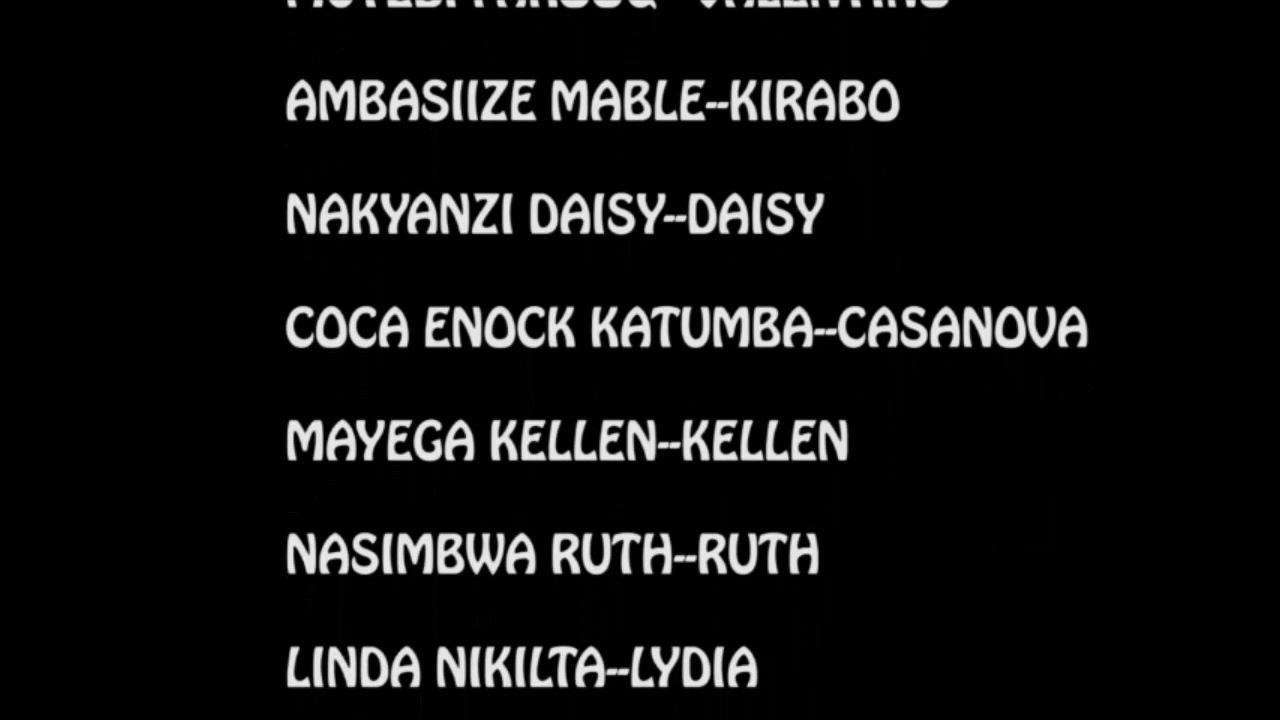 AMBASIIZE MABLE--KIRABO
NAKYANZI DAISY--DAISY
COCA ENOCK KATUMBA--CASANOVA
MAYEGA KELLEN--KELLEN
NASIMBWA RUTH--RUTH
LINDA NIKILTA--LYDIA